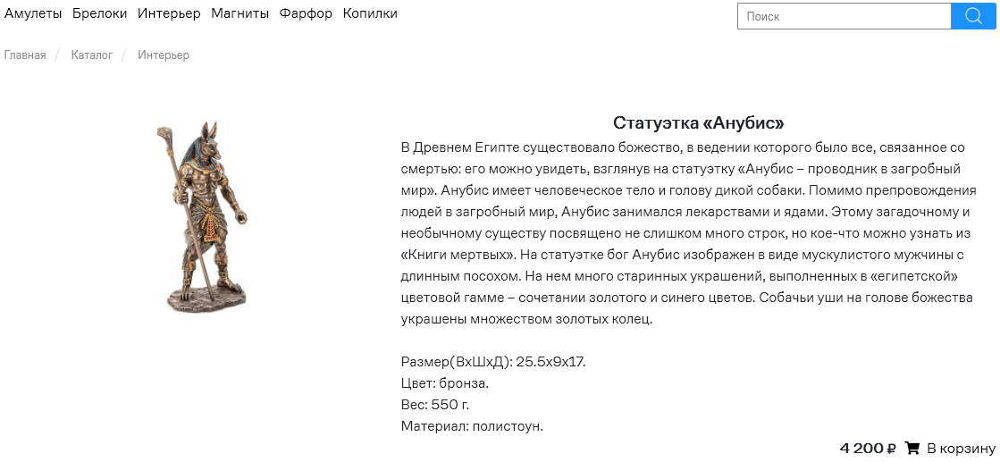 Амулеты Брелоки Интерьер Магниты Фарфор Копилки
Поиск
Главная / Каталог / Интерьер
Статуэтка «Анубис»
В Древнем Египте существовало божество, в ведении которого было все, связанное со
смертью: его можно увидеть, взглянув на статуэтку «Анубис – проводник в загробный
мир». Анубис имеет человеческое тело и голову дикой собаки. Помимо препровождения
людей в загробный мир, Анубис занимался лекарствами и ядами. Этому загадочному и
необычному существу посвящено не слишком много строк, но кое-что можно узнать из
«Книги мертвых». На статуэтке бог Анубис изображен в виде мускулистого мужчины с
длинным посохом. На нем много старинных украшений, выполненных в «египетской»
цветовой гамме – сочетании золотого и синего цветов. Собачьи уши на голове божества
украшены множеством золотых колец.
Размер(ВхШхД): 25.5х9х17.
Цвет: бронза.
Вес: 550 г.
Материал: полистоун.
4 200 ₽ В корзину